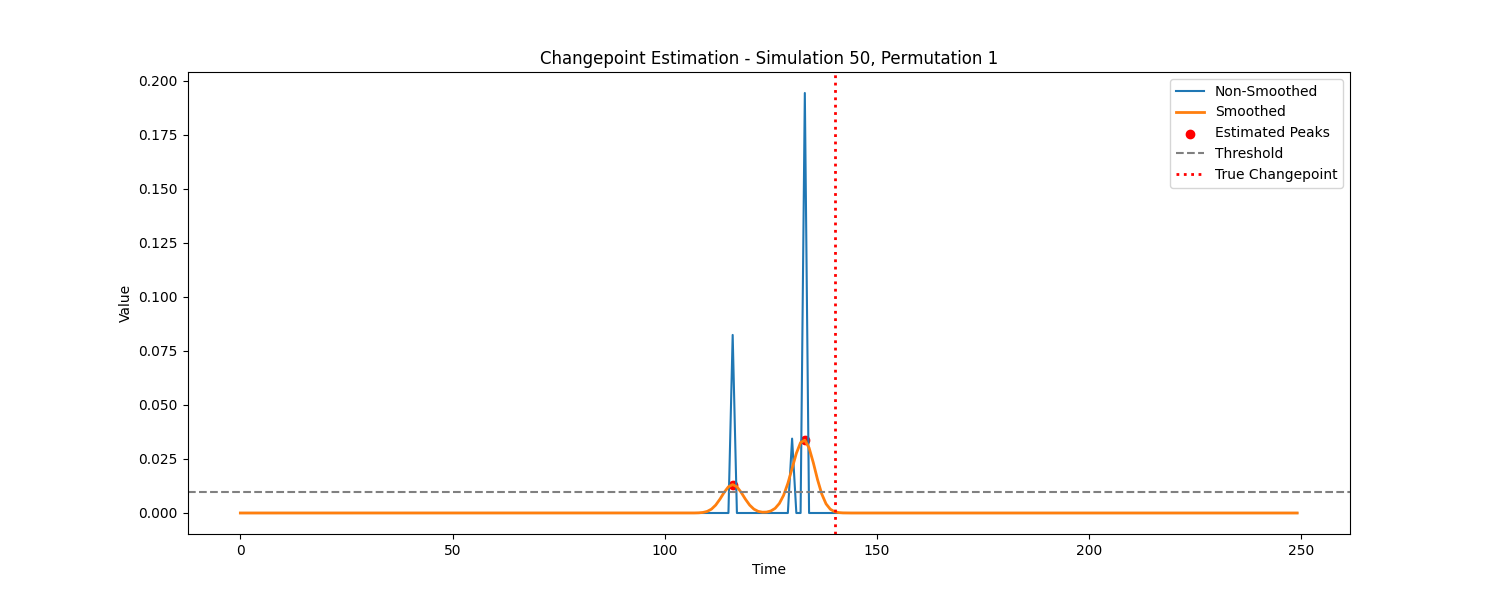 Changepoint Estimation - Simulation 50, Permutation 1
0.200
0.175
0.150
0.125
0.100
0.075
0.050
0.025
0.000
Value
Non-Smoothed
Smoothed
Estimated Peaks
Threshold
True Changepoint
0 50 100 150 200 250
Time